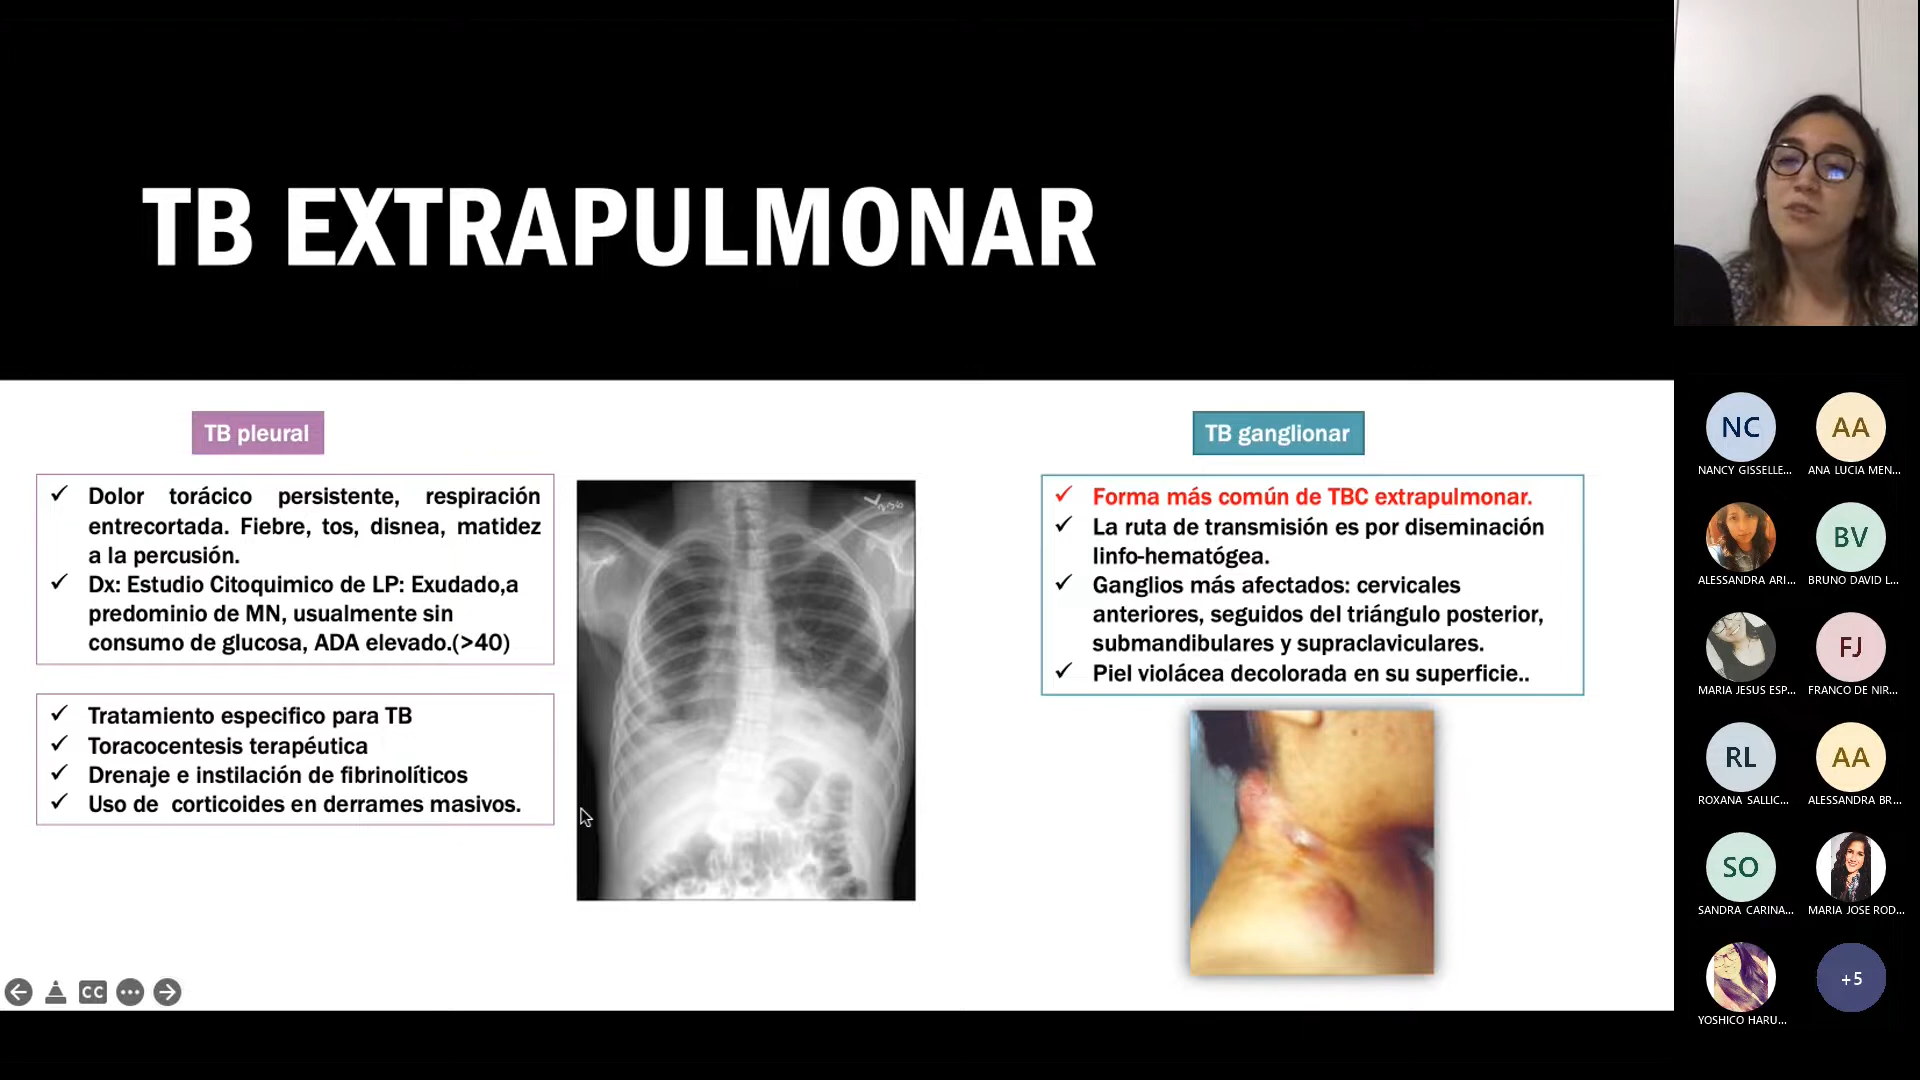 TB EXTRAPULMONAR
TB pleural
✓ Dolor torácico persistente, respiración
entrecortada. Fiebre, tos, disnea, matidez
a la percusión.
✓ Dx: Estudio Citoquimico de LP: Exudado,a
predominio de MN, usualmente sin
consumo de glucosa, ADA elevado.(>40)
✓ Tratamiento especifico para TB
✓ Toracocentesis terapéutica
✓ Drenaje e instilación de fibrinolíticos
✓ Uso de corticoides en derrames masivos.
TB ganglionar
✓ Forma más común de TBC extrapulmonar.
✓ La ruta de transmisión es por diseminación
linfo-hematógea.
✓ Ganglios más afectados: cervicales
anteriores, seguidos del triángulo posterior,
submandibulares y supraclaviculares.
✓ Piel violácea decolorada en su superficie..
CC
NC
AA
NANCY GISSELLE...
ANA LUCIA MEN...
BV
ALESSANDRA ARI...
BRUNO DAVID L...
FJ
MARIA JESUS ESP...
FRANCO DE NIR...
RL
AA
ROXANA SALLIC...
ALESSANDRA BR...
SO
SANDRA CARINA...
MARIA JOSE ROD...
+5
YOSHICO HARU...